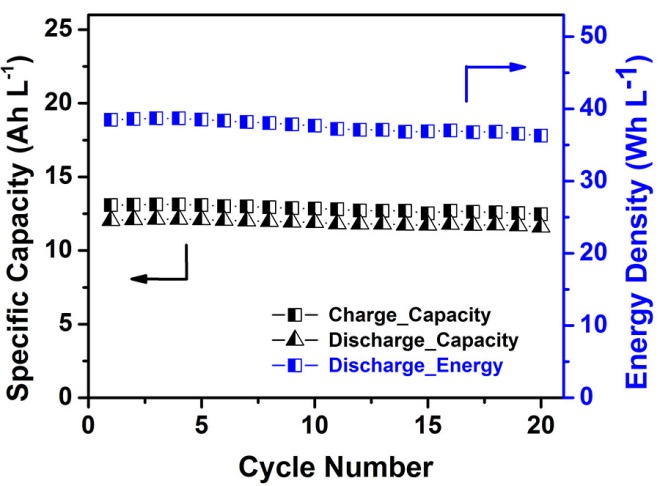 Specific Capacity (Ah L-1)
25
20
15
10
5
0
50
40
30
20
10
0
Energy Density (Wh L-1)
Charge_Capacity
Discharge_Capacity
Discharge_Energy
0 5 10 15 20
Cycle Number